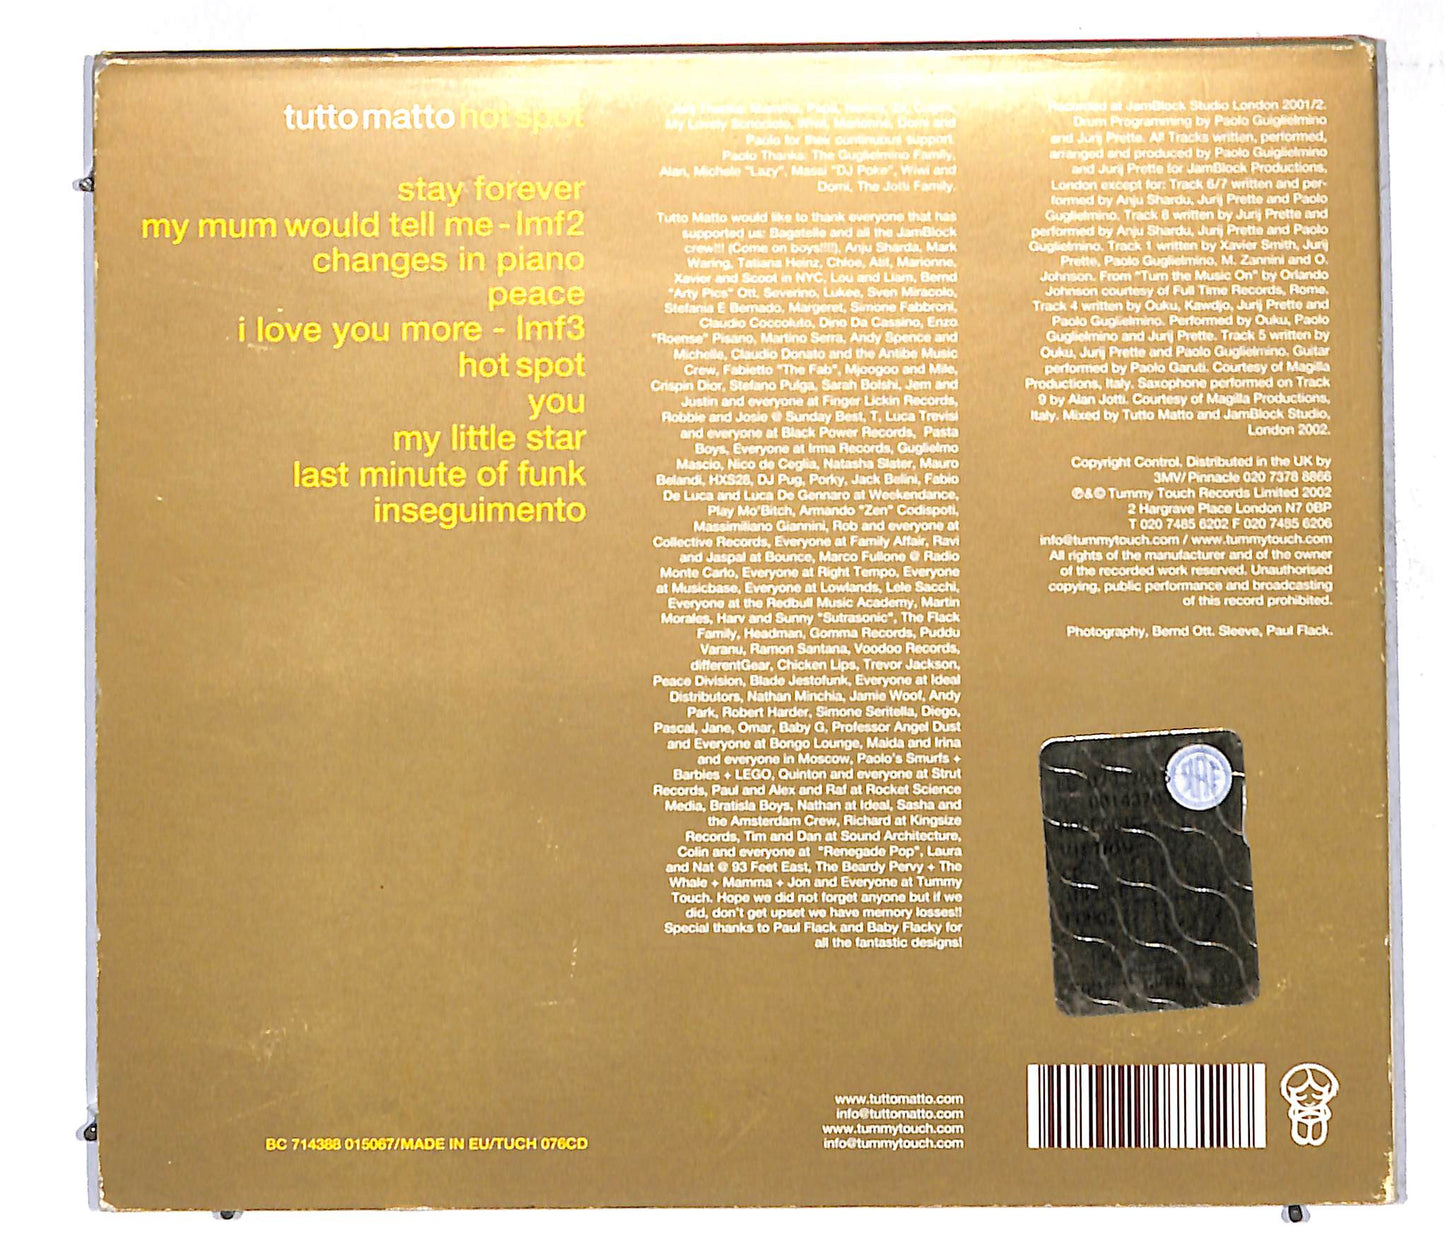 tutto matto hot spot
stay forever
my mum would tell me - lmf2
changes in piano
peace
i love you more - lmf3
hot spot
you
my little star
last minute of funk
inseguimento
BC 714388 015067/MADE IN EU/TUCH 076CD
My Lovely Wiwi, Marionne, Domi and
Paolo for their continuous support.
Paolo Thanks: The Guglielmino Family,
Alan, Michele "Lazy". Massi "DJ Poke", Wiwi and
Domi, The Jotti Family.
Tutto Matto would like to thank everyone that has
supported us: Bagatelle and all the JamBlock
crew!!! (Come on boys!!!!), Anju Sharda, Mark
Waring, Tatiana Heinz, Chloe, Atif, Marionne,
Xavier and Scoot in NYC, Lou and Liam, Bernd
"Arty Pics" Ott, Severino, Lukee, Sven Miracolo,
Stefania E Bernado, Margeret, Simone Fabbroni,
Claudio Coccoluto, Dino Da Cassino, Enzo
"Roense" Pisano, Martino Serra, Andy Spence and
Michelle, Claudio Donato and the Antibe Music
Crew, Fabietto "The Fab", Mjoogoo and Mile,
Crispin Dior, Stefano Pulga, Sarah Bolshi, Jem and
Justin and everyone at Finger Lickin Records,
Robbie and Josie @ Sunday Best, T, Luca Trevisi
and everyone at Black Power Records, Pasta
Boys, Everyone at Irma Records, Guglielmo
Mascio, Nico de Ceglia, Natasha Slater, Mauro
Belandi, HXS28, DJ Pug, Porky, Jack Belini, Fabio
De Luca and Luca De Gennaro at Weekendance,
Play Mo'Bitch, Armando "Zen" Codispoti,
Massimiliano Giannini, Rob and everyone at
Collective Records, Everyone at Family Affair, Ravi
and Jaspal at Bounce, Marco Fullone @ Radio
Monte Carlo, Everyone at Right Tempo, Everyone
at Musicbase, Everyone at Lowlands, Lele Sacchi,
Everyone at the Redbull Music Academy, Martin
Morales, Harv and Sunny "Sutrasonic", The Flack
Family, Headman, Gomma Records, Puddu
Varanu, Ramon Santana, Voodoo Records,
differentGear, Chicken Lips, Trevor Jackson,
Peace Division, Blade Jestofunk, Everyone at Ideal
Distributors, Nathan Minchia, Jamie Woof, Andy
Park, Robert Harder, Simone Seritella, Diego,
Pascal, Jane, Omar, Baby G, Professor Angel Dust
and Everyone at Bongo Lounge, Maida and Irina
and everyone in Moscow, Paolo's Smurfs +
Barbies + LEGO, Quinton and everyone at Strut
Records, Paul and Alex and Raf at Rocket Science
Media, Bratisla Boys, Nathan at Ideal, Sasha and
the Amsterdam Crew, Richard at Kingsize
Records, Tim and Dan at Sound Architecture,
Colin and everyone at "Renegade Pop", Laura
and Nat @ 93 Feet East, The Beardy Pervy + The
Whale + Mamma + Jon and Everyone at Tummy
Touch. Hope we did not forget anyone but if we
did, don't get upset we have memory losses!!
Special thanks to Paul Flack and Baby Flacky for
all the fantastic designs!
www.tuttomatto.com
info@tuttomatto.com
www.tummytouch.com
info@tummytouch.com
Recorded at JamBlock Studio London 2001/2.
Drum Programming by Paolo Guiglielmino
and Jurij Prette. All Tracks written, performed,
arranged and produced by Paolo Guiglielmino
and Jurij Prette for JamBlock Productions,
London except for: Track 6/7 written and per-
formed by Anju Shardu, Jurij Prette and Paolo
Guglielmino. Track 8 written by Jurij Prette and
performed by Anju Shardu, Jurij Prette and Paolo
Guglielmino. Track 1 written by Xavier Smith, Jurij
Prette, Paolo Guglielmino, M. Zannini and O.
Johnson. From "Turn the Music On" by Orlando
Johnson courtesy of Full Time Records, Rome.
Track 4 written by Ouku, Kawdjo, Jurij Prette and
Paolo Guglielmino. Performed by Ouku, Paolo
Guglielmino and Jurij Prette. Track 5 written by
Ouku, Jurij Prette and Paolo Guglielmino. Guitar
performed by Paolo Garuti. Courtesy of Magilla
Productions, Italy. Saxophone performed on Track
9 by Alan Jotti. Courtesy of Magilla Productions,
Italy. Mixed by Tutto Matto and JamBlock Studio,
London 2002.
Copyright Control. Distributed in the UK by
3MV/Pinnacle 020 7378 8866
℗&© Tummy Touch Records Limited 2002
2 Hargrave Place London N7 0BP
T 020 7485 6202 F 020 7485 6206
info@tummytouch.com / www.tummytouch.com
All rights of the manufacturer and of the owner
of the recorded work reserved. Unauthorised
copying, public performance and broadcasting
of this record prohibited.
Photography, Bernd Ott. Sleeve, Paul Flack.